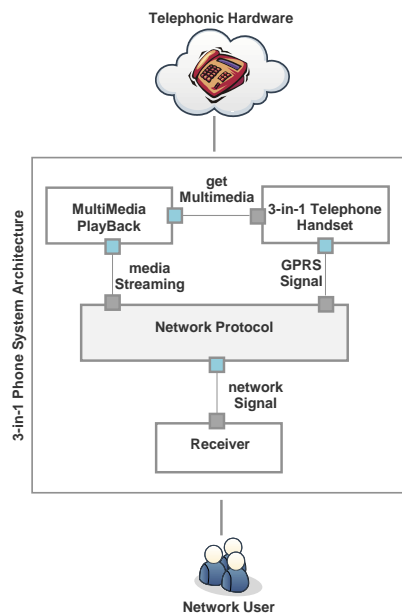 Telephonic Hardware
3-in-1 Phone System Architecture
get
Multimedia
MultiMedia
PlayBack
3-in-1 Telephone
Handset
media
Streaming
GPRS
Signal
Network Protocol
network
Signal
Receiver
Network User